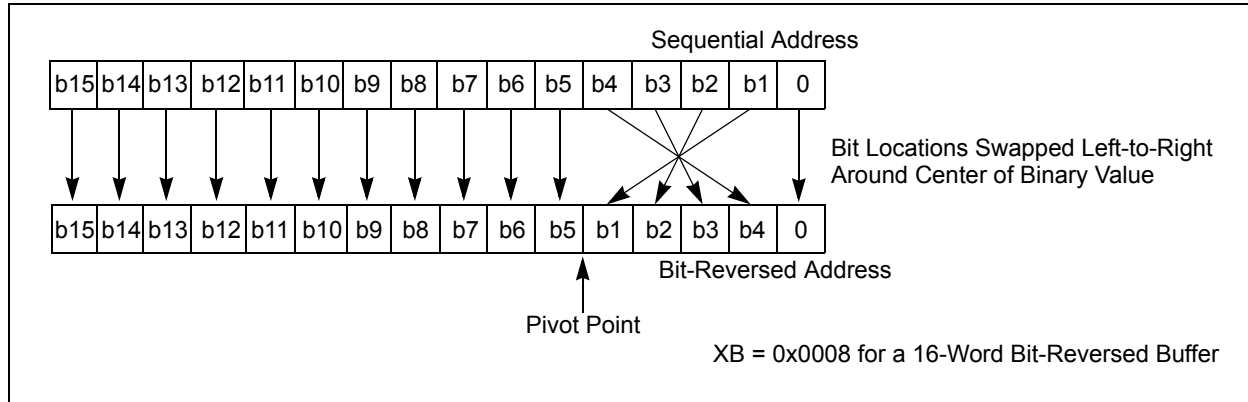 Sequential Address
b15 b14 b13 b12 b11 b10 b9 b8 b7 b6 b5 b4 b3 b2 b1 0
Bit Locations Swapped Left-to-Right
Around Center of Binary Value
b15 b14 b13 b12 b11 b10 b9 b8 b7 b6 b5 b1 b2 b3 b4 0
Bit-Reversed Address
Pivot Point
XB = 0x0008 for a 16-Word Bit-Reversed Buffer